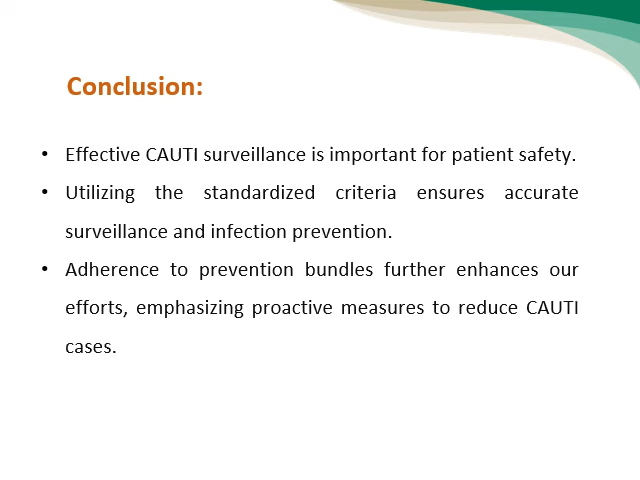 Conclusion:
• Effective CAUTI surveillance is important for patient safety.
• Utilizing the standardized criteria ensures accurate
surveillance and infection prevention.
• Adherence to prevention bundles further enhances our
efforts, emphasizing proactive measures to reduce CAUTI
cases.